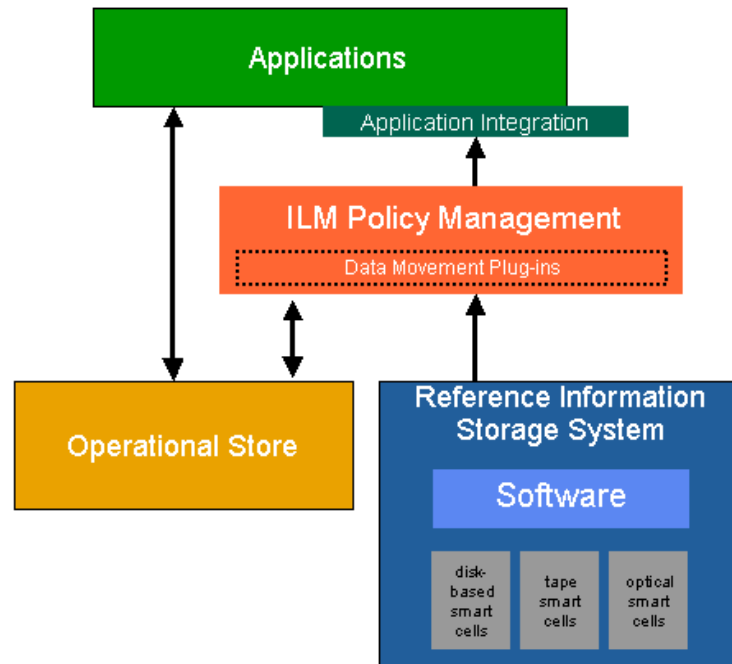 Applications
Application Integration
ILM Policy Management
Data Movement Plug-ins
Operational Store
Reference Information
Storage System
Software
disk-
based
smart
cells
tape
smart
cells
optical
smart
cells